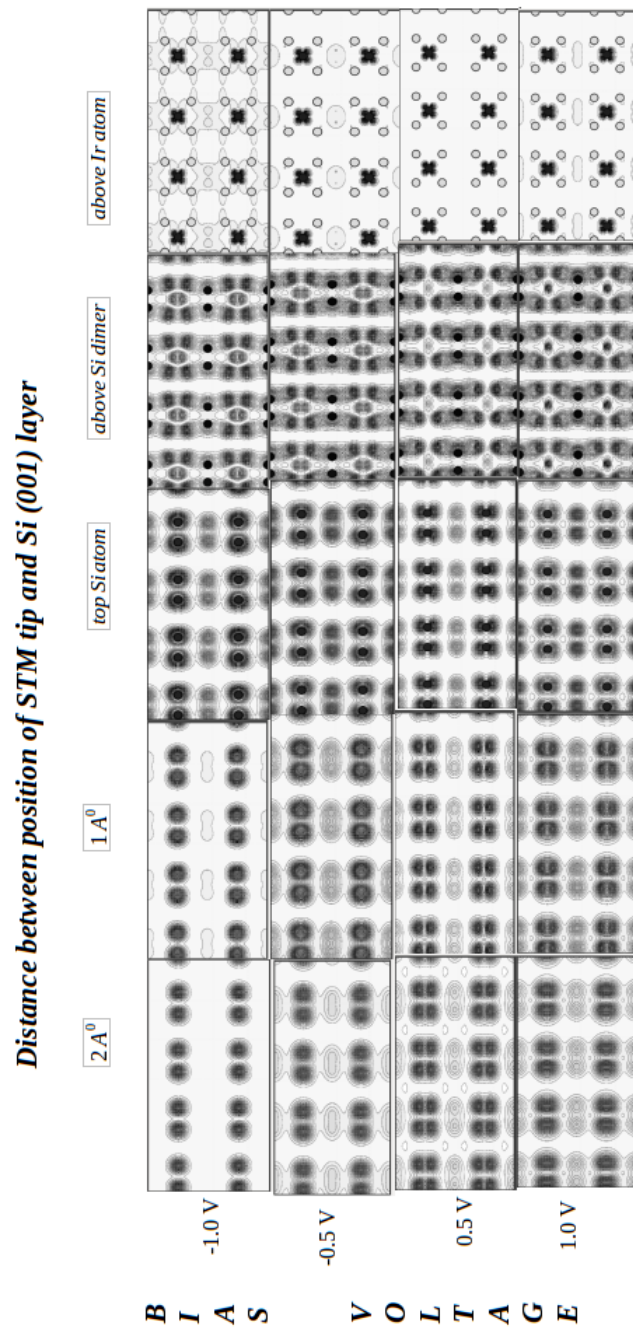 Distance between position of STM tip and Si (001) layer
2A⁰ 1A⁰ top Si atom above Si dimer above Ir atom
B
I
A
S
V
O
L
T
A
G
E
-1.0 V
-0.5 V
0.5 V
1.0 V